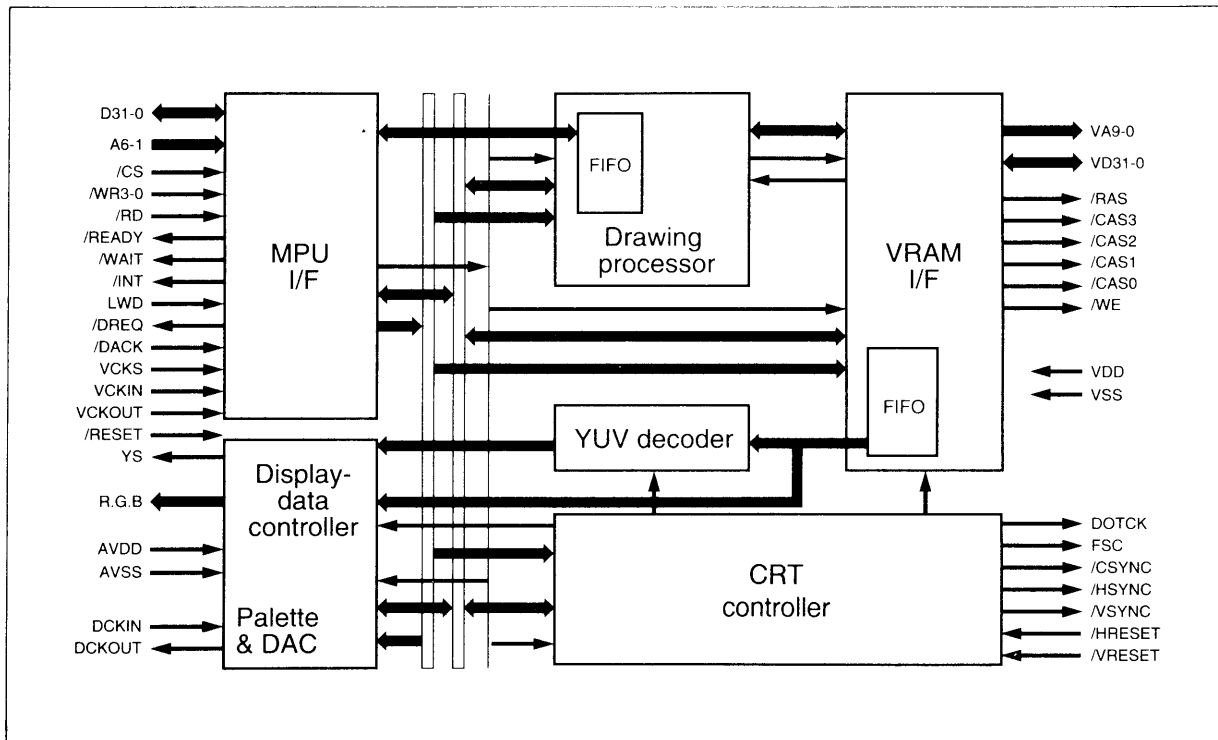 D31-0
A6-1
/CS
/WR3-0
/RD
/READY
/WAIT
/INT
LWD
/DREQ
/DACK
VCKS
VCKIN
VCKOUT
/RESET
YS
R.G.B
AVDD
AVSS
DCKIN
DCKOUT
MPU
I/F
Display-
data
controller
Palette
& DAC
FIFO
Drawing
processor
YUV decoder
CRT
controller
VRAM
I/F
FIFO
VA9-0
VD31-0
/RAS
/CAS3
/CAS2
/CAS1
/CAS0
/WE
VDD
VSS
DOTCK
FSC
/CSYNC
/HSYNC
/VSYNC
/HRESET
/VRESET